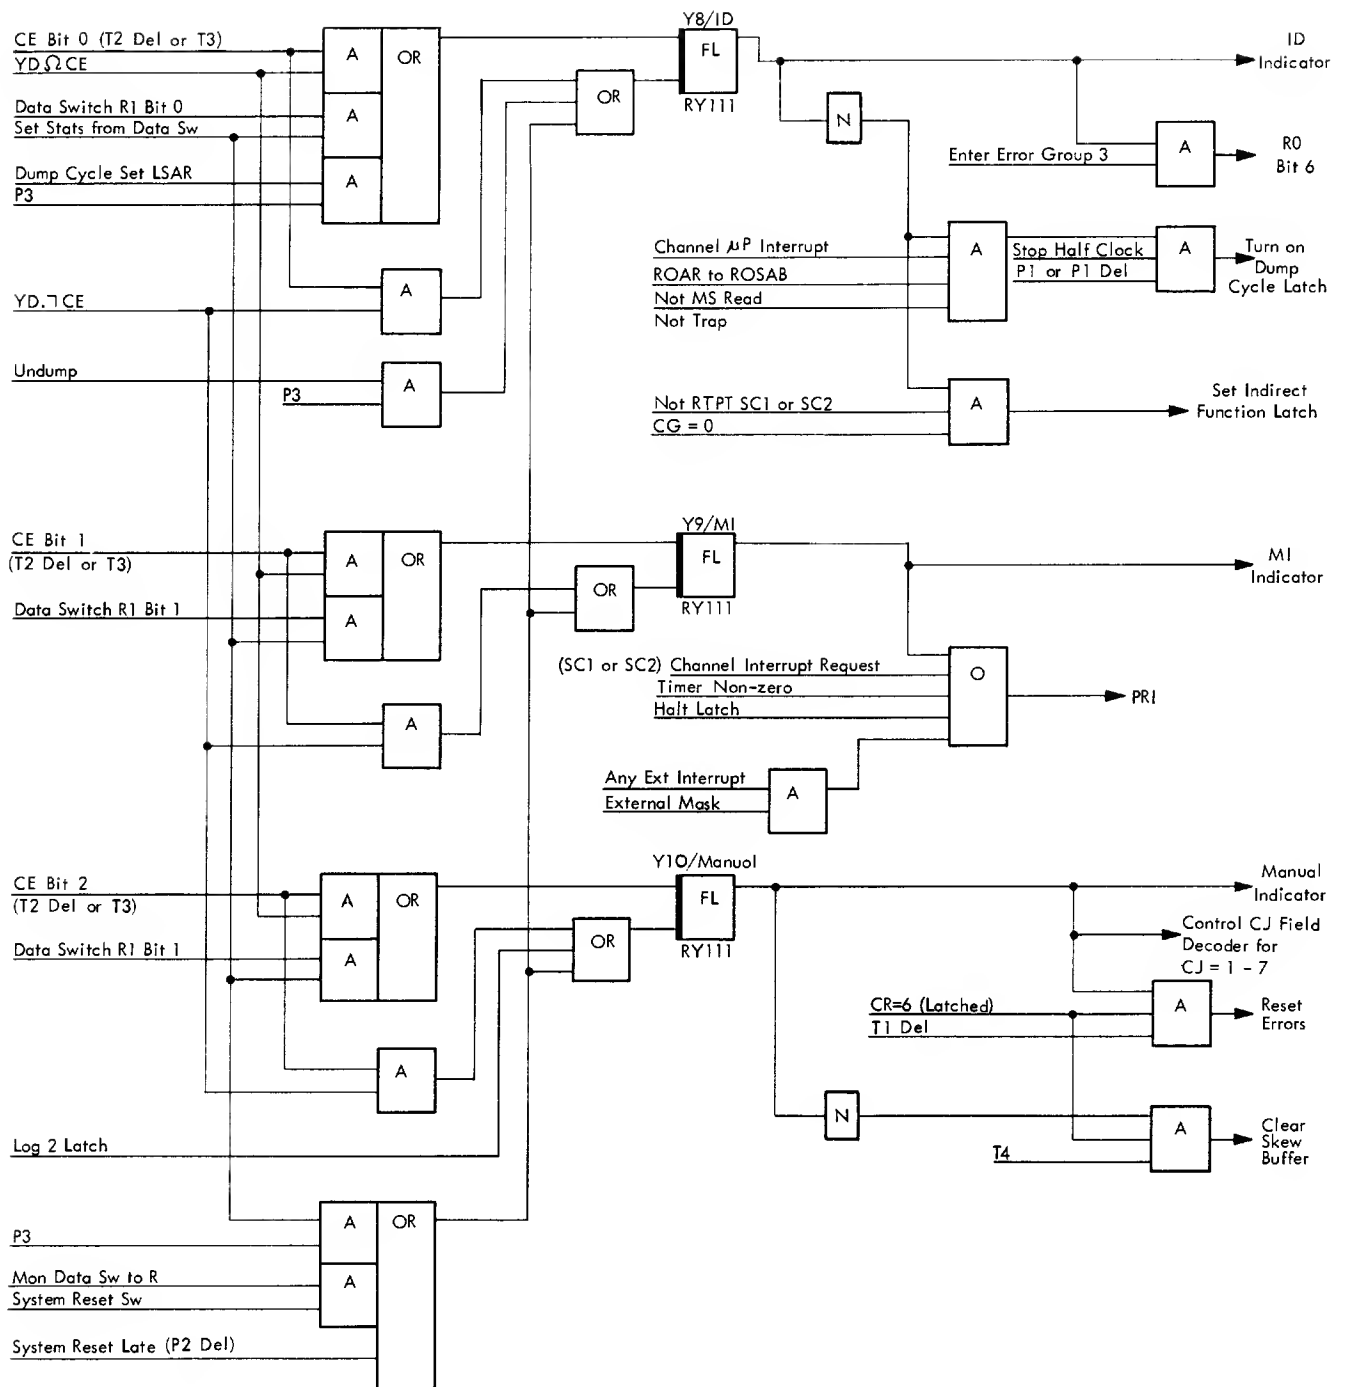 Y8/ID
CE Bit 0 (T2 Del or T3)
A
OR
FL
ID
Indicator
YDΩCE
OR
RY111
Data Switch R1 Bit 0
A
N
Set Stats from Data Sw
Enter Error Group 3
A
R0
Bit 6
Dump Cycle Set LSAR
A
P3
Channel μP Interrupt
A
Stop Half Clock
A
Turn on
Dump
Cycle Latch
ROAR to ROSAB
P1 or P1 Del
Not MS Read
Not Trap
A
YD.⅂CE
Undump
A
P3
Not RTPT SC1 or SC2
A
Set Indirect
Function Latch
CG = 0
Y9/MI
CE Bit 1
(T2 Del or T3)
A
OR
FL
MI
Indicator
OR
RY111
Data Switch R1 Bit 1
A
(SC1 or SC2) Channel Interrupt Request
O
Timer Non-zero
PRI
Halt Latch
A
Any Ext Interrupt
A
External Mask
Y10/Manuol
CE Bit 2
(T2 Del or T3)
A
OR
FL
Manual
Indicator
OR
RY111
Control CJ Field
Decoder for
CJ = 1 - 7
Data Switch R1 Bit 1
A
CR=6 (Latched)
A
Reset
Errors
T1 Del
A
N
A
Clear
Skew
Buffer
Log 2 Latch
T4
A
OR
P3
Mon Data Sw to R
A
System Reset Sw
System Reset Late (P2 Del)